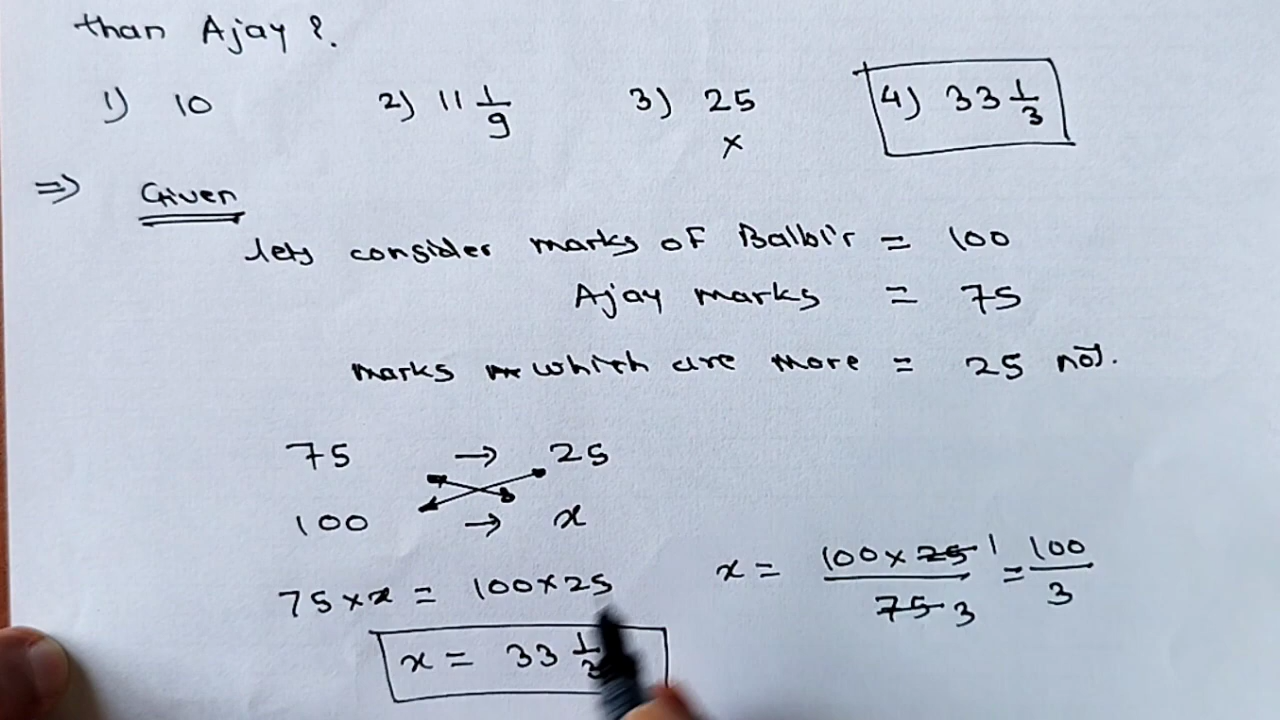 than Ajay ?.
1) 10 2) 11 1/9 3) 25 4) 33 1/3
x
=> Given
lets consider marks of Balbir = 100
Ajay marks = 75
marks which are more = 25
75 → 25
100 → x
75 × x = 100 × 25
x = 100 × 25 1 / 75 3 = 100 / 3
x = 33 1/3